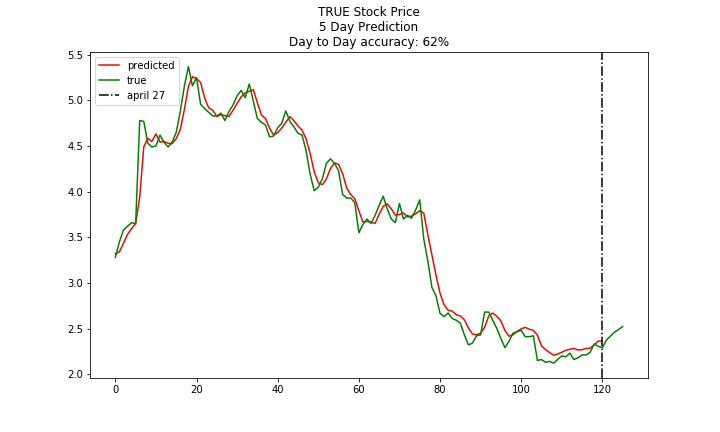 TRUE Stock Price
5 Day Prediction
Day to Day accuracy: 62%
predicted
true
april 27
5.5
5.0
4.5
4.0
3.5
3.0
2.5
2.0
0 20 40 60 80 100 120